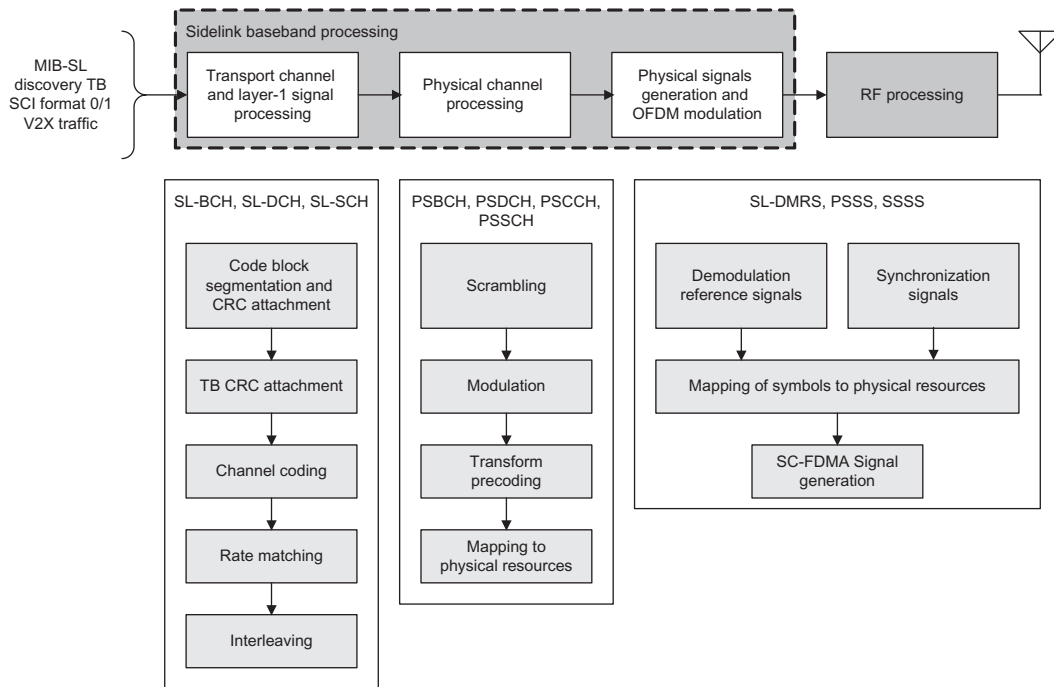 Sidelink baseband processing
MIB-SL
discovery TB
SCI format 0/1
V2X traffic
Transport channel
and layer-1 signal
processing
Physical channel
processing
Physical signals
generation and
OFDM modulation
RF processing
SL-BCH, SL-DCH, SL-SCH
Code block
segmentation and
CRC attachment
TB CRC attachment
Channel coding
Rate matching
Interleaving
PSBCH, PSDCH, PSCCH,
PSSCH
Scrambling
Modulation
Transform
precoding
Mapping to
physical resources
SL-DMRS, PSSS, SSSS
Demodulation
reference signals
Synchronization
signals
Mapping of symbols to physical resources
SC-FDMA Signal
generation